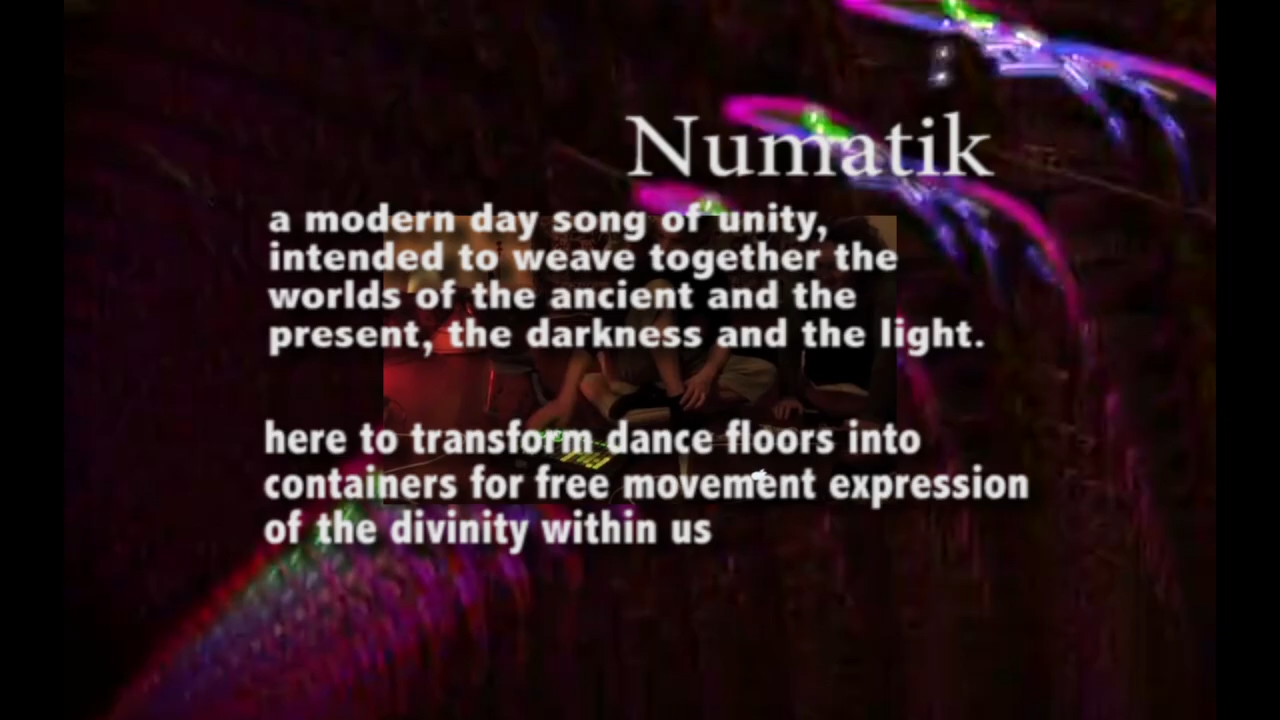 Numatik
a modern day song of unity,
intended to weave together the
worlds of the ancient and the
present, the darkness and the light.
here to transform dance floors into
containers for free movement expression
of the divinity within us